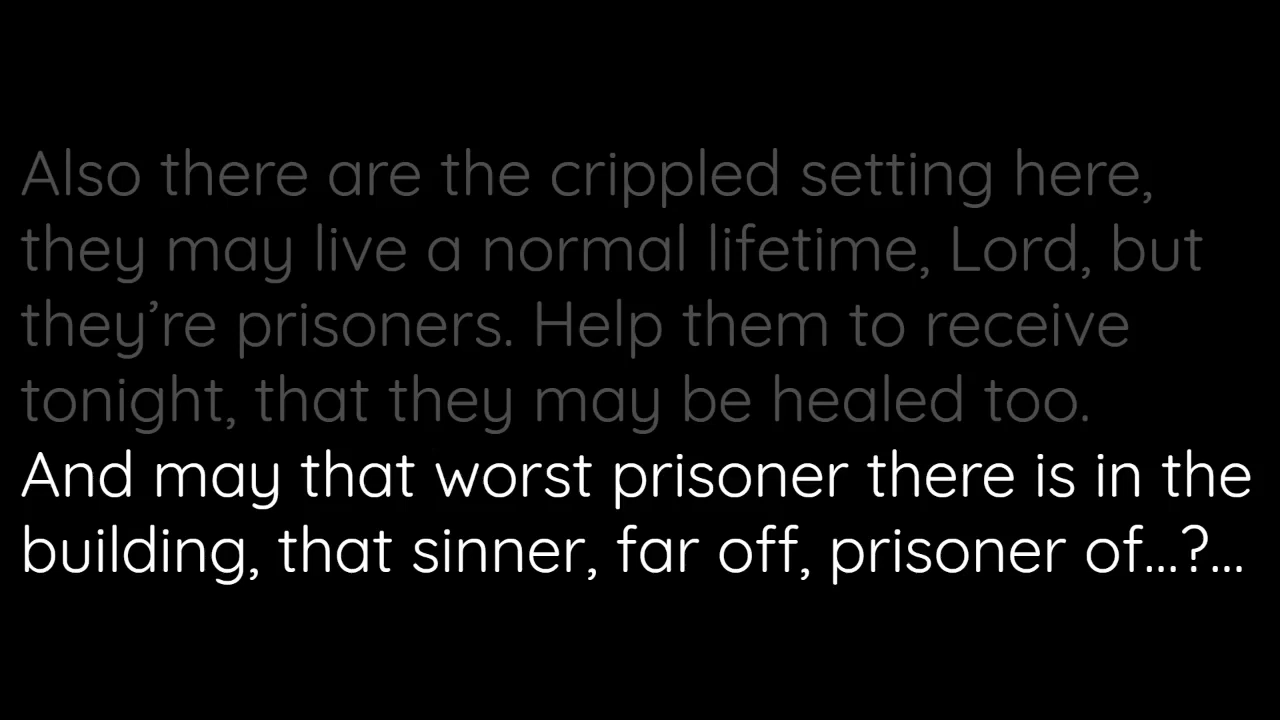 Also there are the crippled setting here,
they may live a normal lifetime, Lord, but
they’re prisoners. Help them to receive
tonight, that they may be healed too.
And may that worst prisoner there is in the
building, that sinner, far off, prisoner of...?...